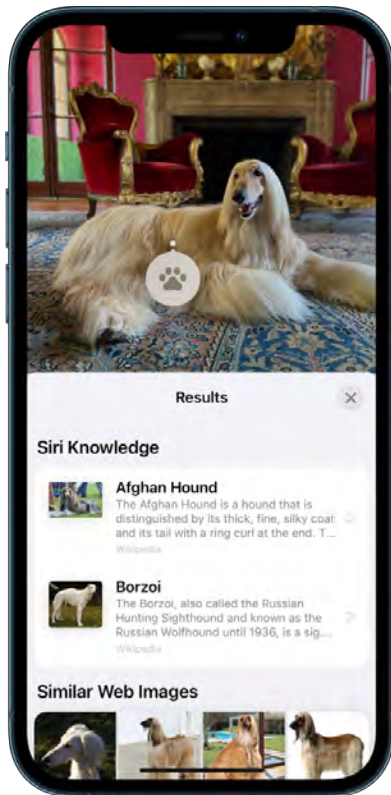 Results
Siri Knowledge
Afghan Hound
The Afghan Hound is a hound that is
distinguished by its thick, fine, silky coat
and its tail with a ring curl at the end. T...
Wikipedia
Borzoi
The Borzoi, also called the Russian
Hunting Sighthound and known as the
Russian Wolfhound until 1936, is a sig...
Wikipedia
Similar Web Images